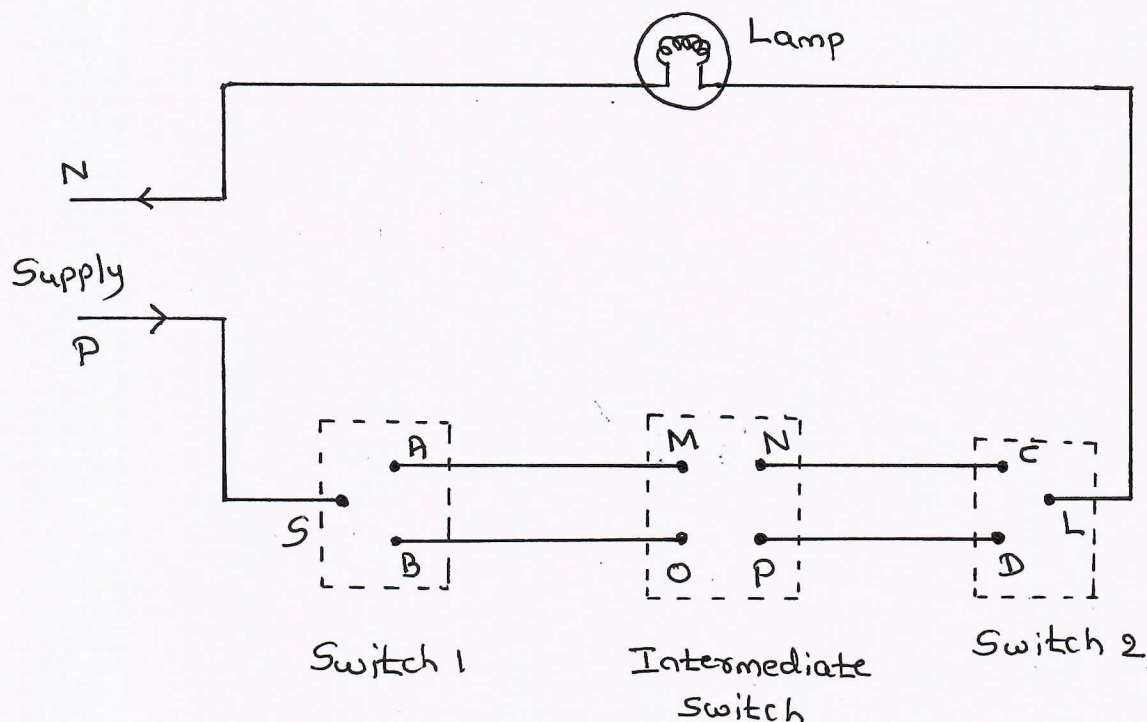 Lamp
N
Supply
P
A
M
N
C
S
L
B
O
P
D
Switch 1
Intermediate
Switch
Switch 2